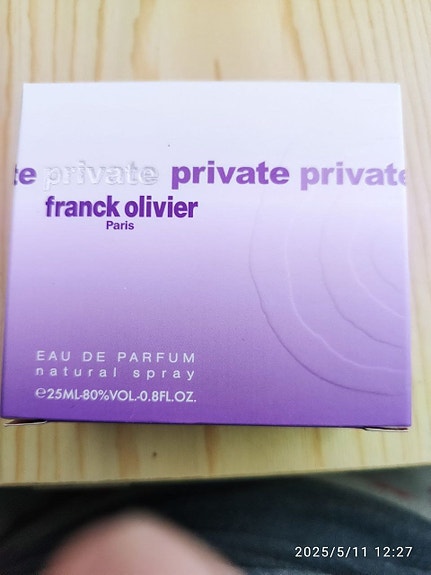 te private private private
franck olivier
Paris
EAU DE PARFUM
natural spray
℮25ML-80%VOL.-0.8FL.OZ.
2025/5/11 12:27